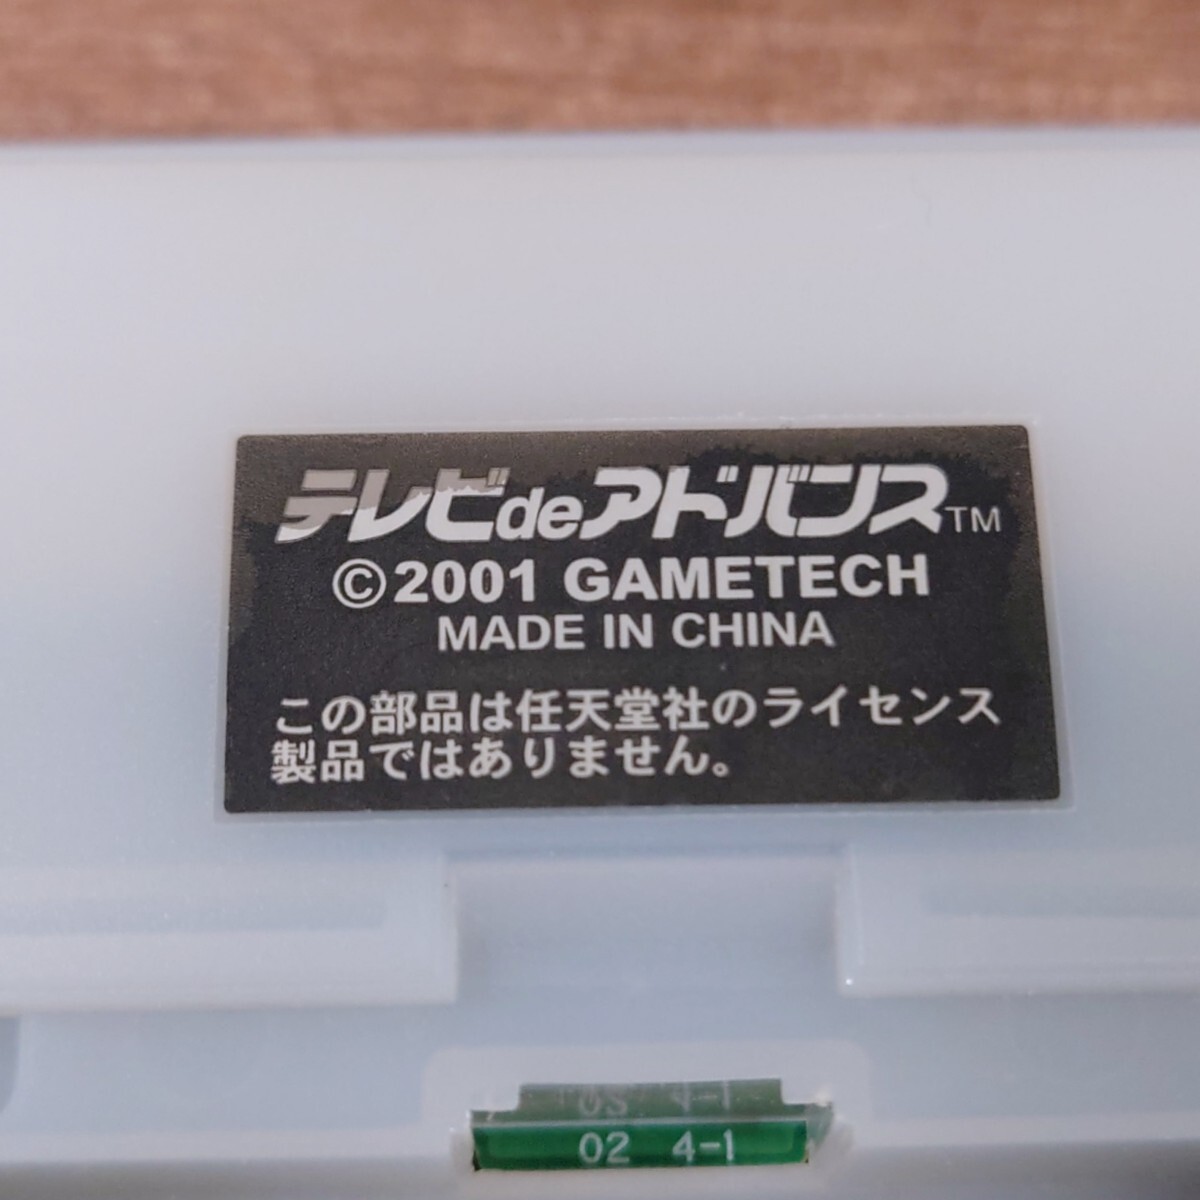 テレビdeアドバンス™
©2001 GAMETECH
MADE IN CHINA
この部品は任天堂社のライセンス
製品ではありません。
4-1
02 4-1